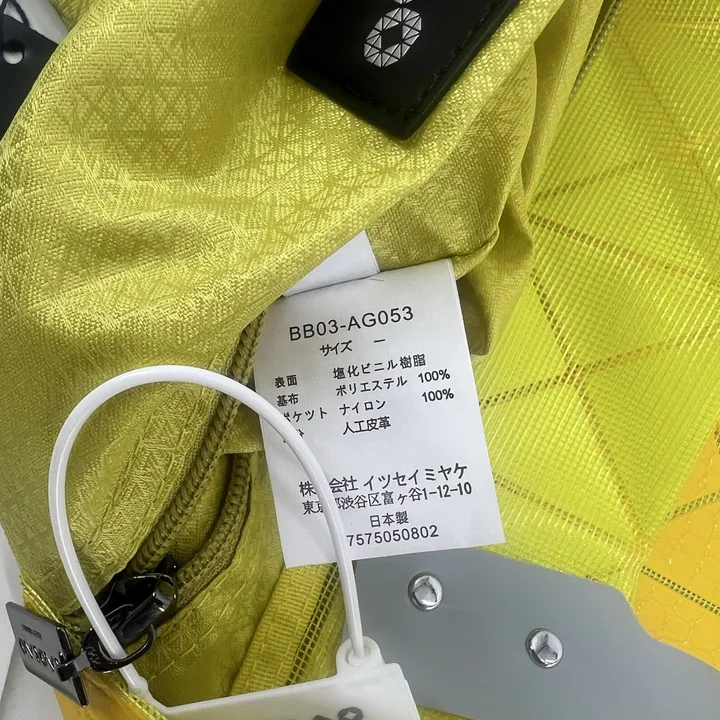 BB03-AG053
サイズ ー
表面 塩化ビニル樹脂
基布 ポリエステル 100%
ポケット ナイロン 100%
人工皮革
株式会社 イッセイ ミヤケ
東京都渋谷区富ヶ谷1-12-10
日本製
7575050802